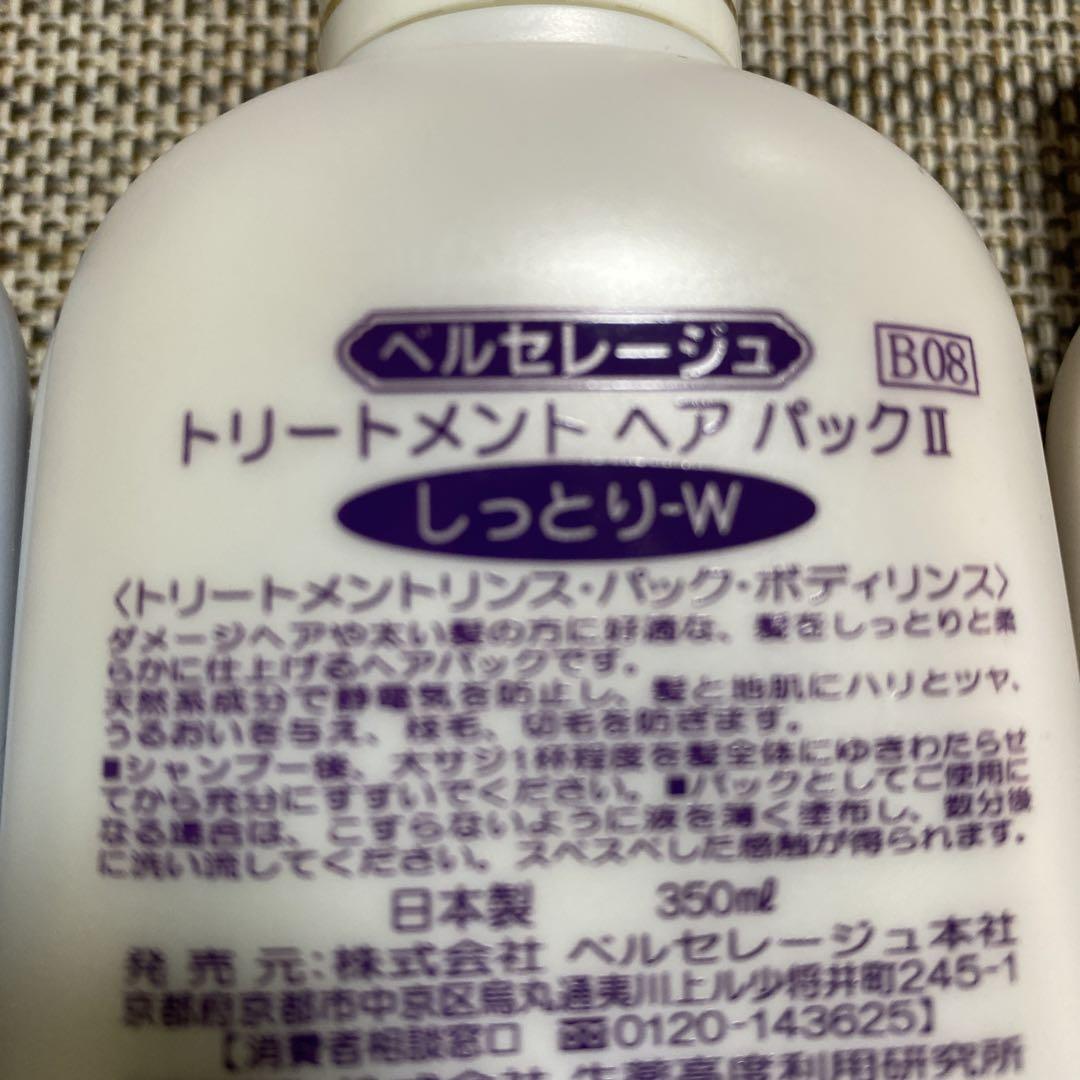 ベルセレージュ
B08
トリートメント ヘア パックⅡ
しっとり-W
〈トリートメントリンス・パック・ボディリンス〉
ダメージヘアや太い髪の方に好適な、髪をしっとりと柔
らかに仕上げるヘアパックです。
天然系成分で静電気を防止し、髪と地肌にハリとツヤ、
うるおいを与え、枝毛、切毛を防ぎます。
■シャンプー後、大サジ1杯程度を髪全体にゆきわたらせ
てから充分にすすいでください。■パックとしてご使用に
なる場合は、こすらないように液を薄く塗布し、数分後
に洗い流してください。スベスベした感触が得られます。
日本製 350㎖
発売元:株式会社 ベルセレージュ本社
京都府京都市中京区烏丸通夷川上ル少将井町245-1
【消費者相談窓口 0120-143625】
株式会社 生薬高度利用研究所